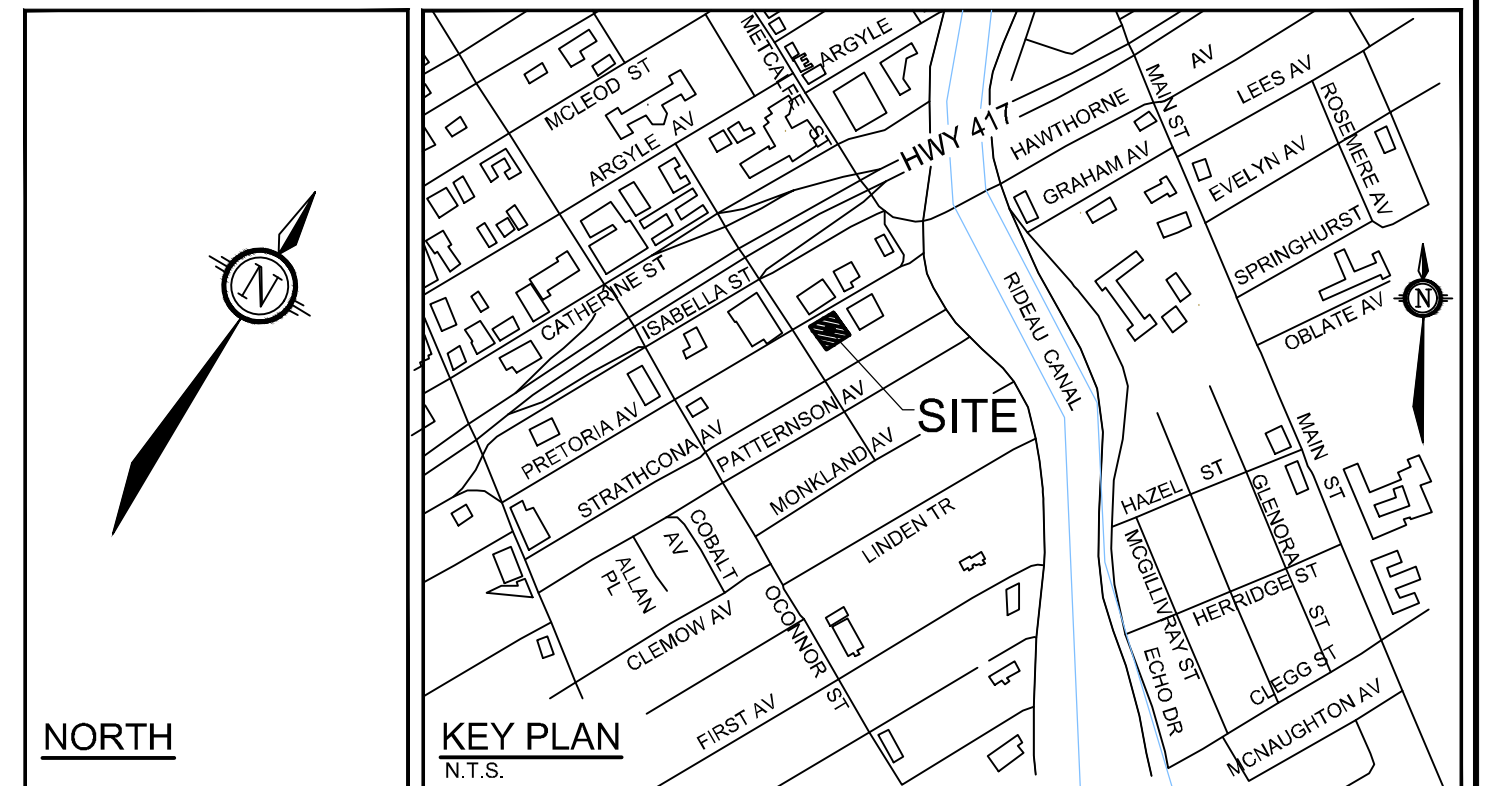 N
NORTH
METCALFE ST
ARGYLE
MCLEOD ST
ARGYLE AV
HWY 417
HAWTHORNE AV
MAIN ST
LEES AV
ROSEMERE AV
GRAHAM AV
EVELYN AV
SPRINGHURST
OBLATE AV
N
CATHERINE ST
ISABELLA ST
RIDEAU CANAL
SITE
PRETORIA AV
STRATHCONA AV
PATTERNSON AV
MONKLAND AV
LINDEN TR
MAIN ST
HAZEL ST
GLENORA ST
COBALT AV
ALLAN PL
MCGILLIVRAY ST
HERRIDGE ST
CLEMOW AV
OCONNOR ST
ECHO DR
CLEGG ST
FIRST AV
MCNAUGHTON AV
KEY PLAN
N.T.S.